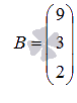 B = (9
3
2)